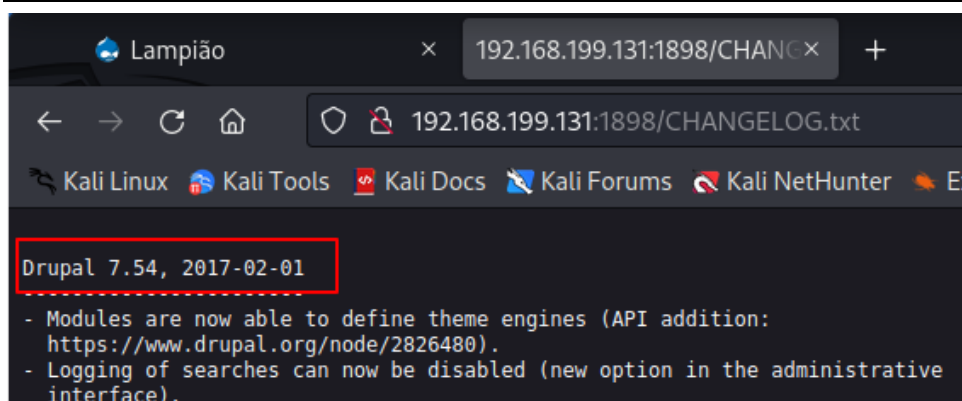 Lampião
192.168.199.131:1898/CHANG
192.168.199.131:1898/CHANGELOG.txt
Kali Linux Kali Tools Kali Docs Kali Forums Kali NetHunter
Drupal 7.54, 2017-02-01
-----------------------
- Modules are now able to define theme engines (API addition:
https://www.drupal.org/node/2826480).
- Logging of searches can now be disabled (new option in the administrative
interface).